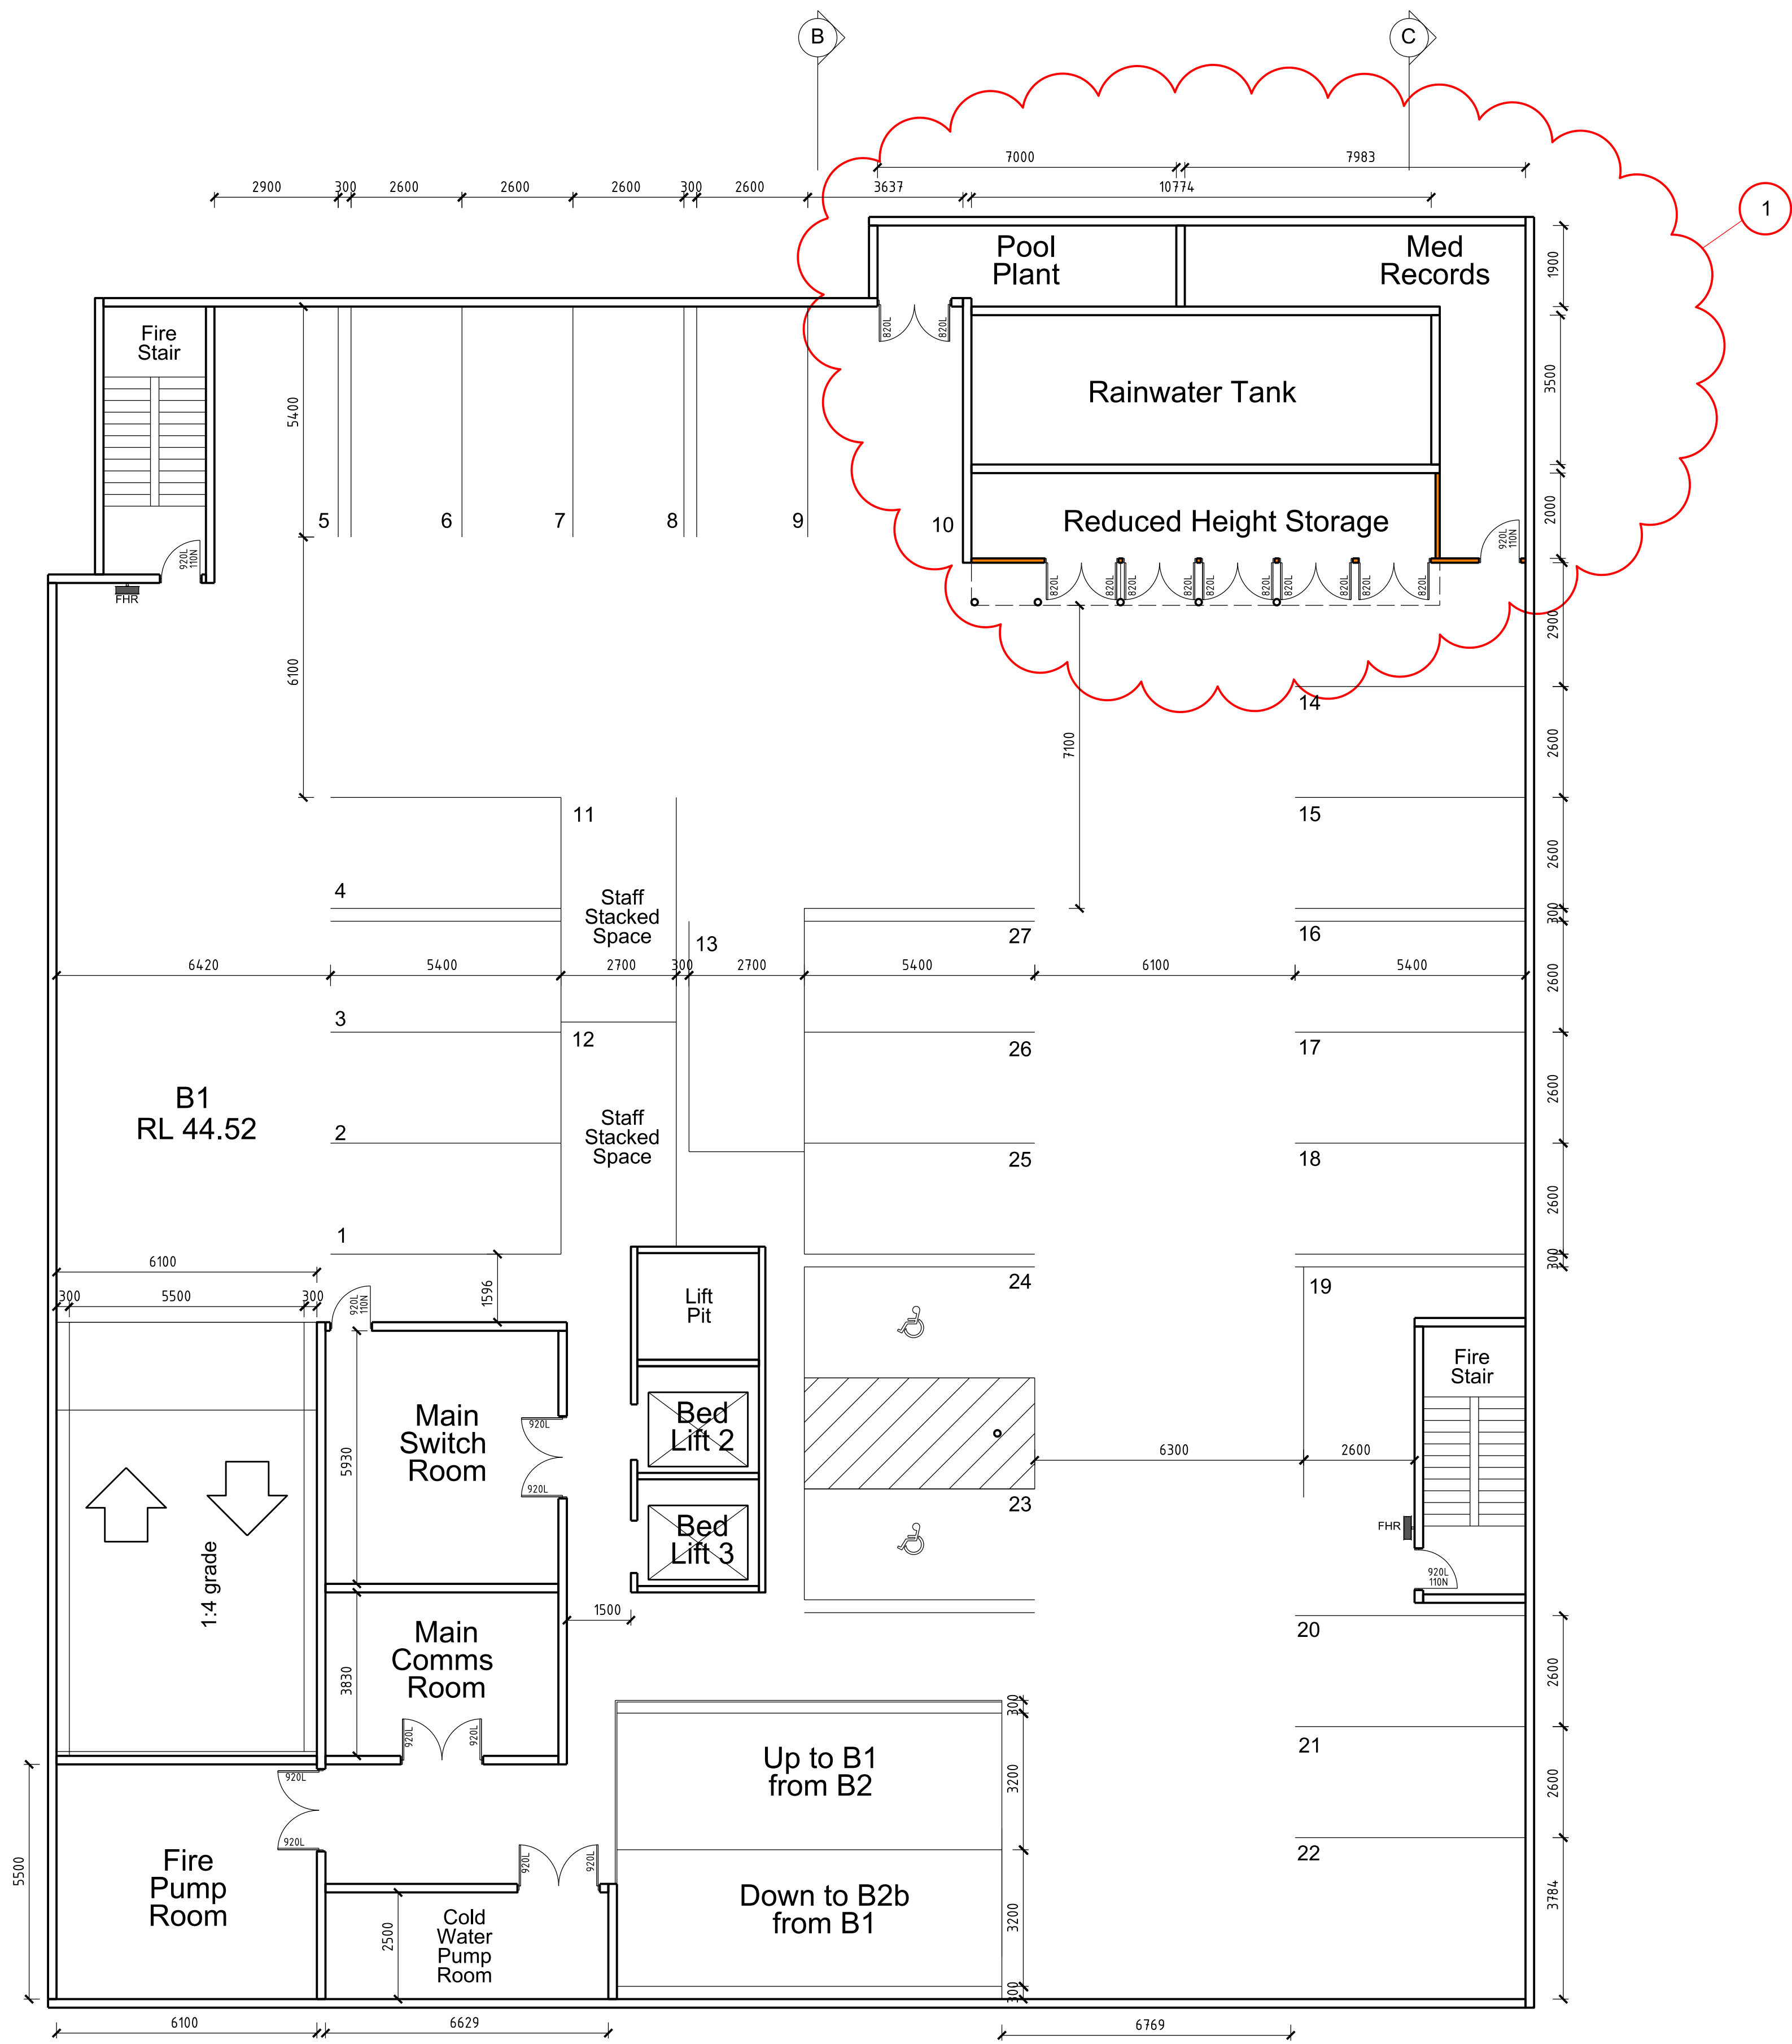 B
C
7000
7983
2900
300
2600
2600
2600
300
2600
3637
10774
1
Pool
Plant
Med
Records
1900
820L
820L
Fire
Stair
Rainwater Tank
3500
5400
5
6
7
8
9
10
Reduced Height Storage
2000
920L
110N
920L
110N
FHR
820L
820L
820L
820L
820L
820L
820L
820L
820L
820L
2900
6100
14
7100
2600
11
15
2600
4
Staff
Stacked
Space
300
13
27
16
6420
5400
2700
300
2700
5400
6100
5400
2600
3
12
26
17
B1
RL 44.52
2600
2
Staff
Stacked
Space
25
18
2600
1
6100
300
300
5500
300
920L
110N
1596
Lift
Pit
24
19
Fire
Stair
Main
Switch
Room
5930
920L
920L
Bed
Lift 2
6300
2600
23
Bed
Lift 3
FHR
920L
110N
1:4 grade
1500
20
Main
Comms
Room
3830
2600
920L
920L
300
21
Up to B1
from B2
3200
920L
920L
2600
22
5500
Fire
Pump
Room
920L
920L
Down to B2b
from B1
3200
3784
2500
Cold
Water
Pump
Room
300
6100
6629
6769